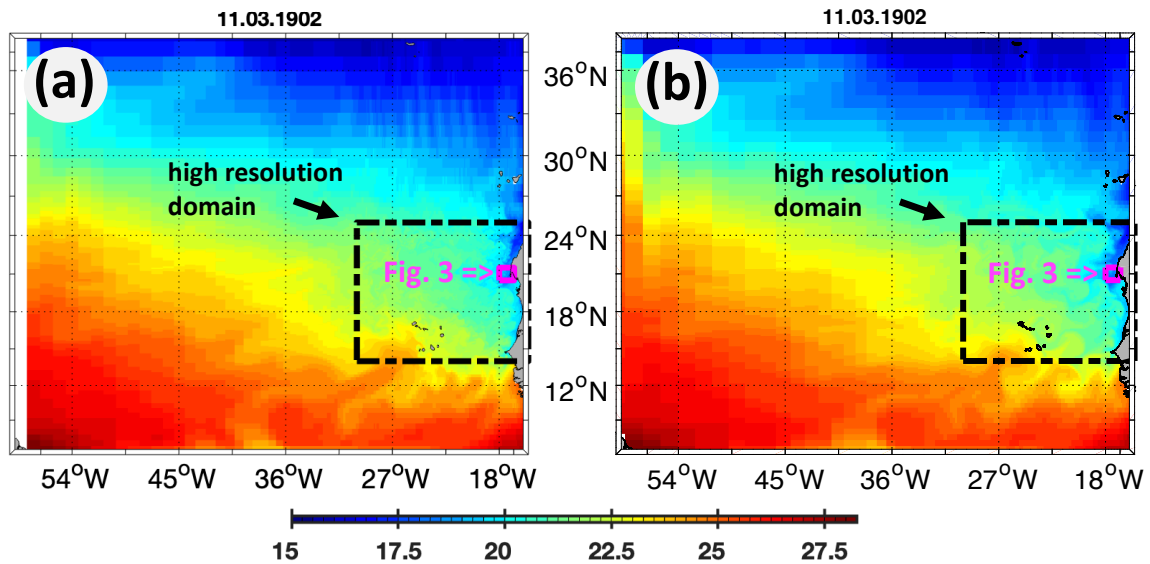 11.03.1902
11.03.1902
(a)
(b)
36°N
30°N
24°N
18°N
12°N
high resolution
domain
high resolution
domain
Fig. 3 =>
Fig. 3 =>
54°W 45°W 36°W 27°W 18°W
54°W 45°W 36°W 27°W 18°W
15 17.5 20 22.5 25 27.5